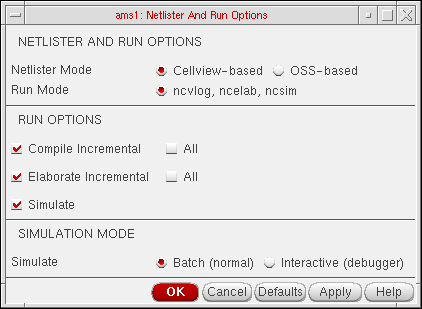 ams1: Netlister And Run Options
NETLISTER AND RUN OPTIONS
Netlister Mode Cellview-based OSS-based
Run Mode ncvlog, ncelab, ncsim
RUN OPTIONS
Compile Incremental All
Elaborate Incremental All
Simulate
SIMULATION MODE
Simulate Batch (normal) Interactive (debugger)
OK Cancel Defaults Apply Help